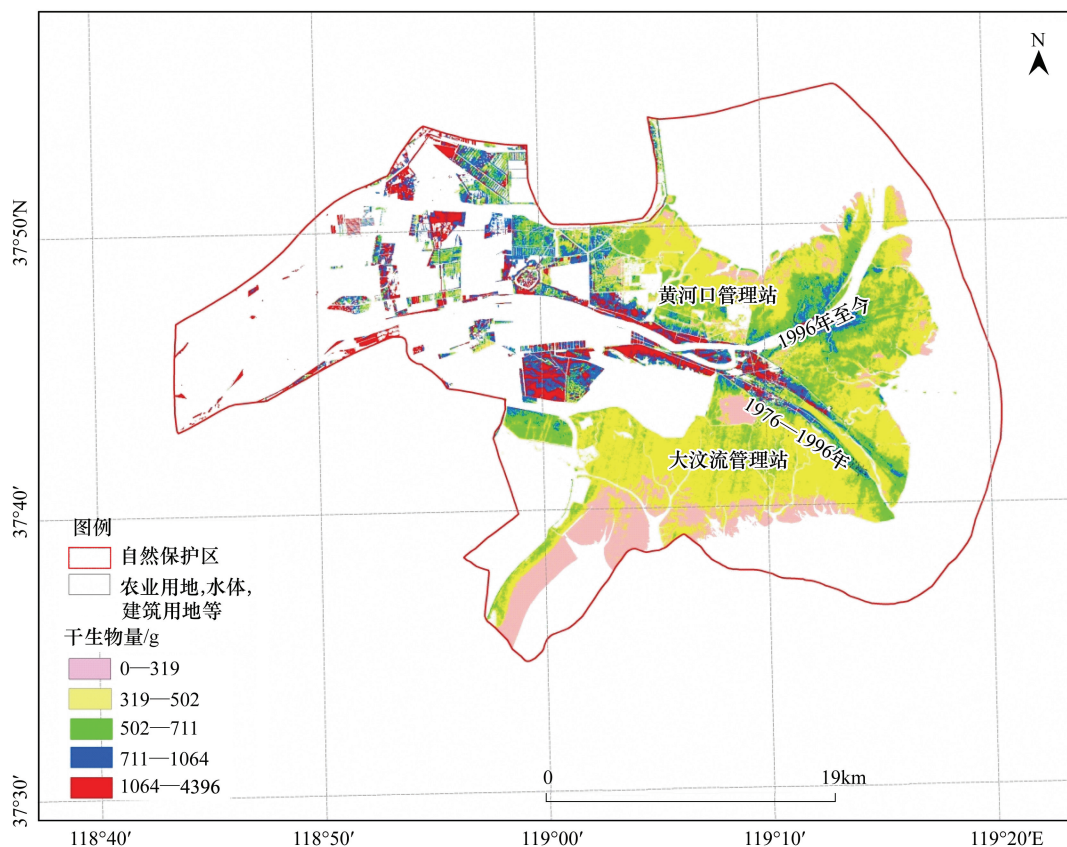 N
37°50′N
37°40′
37°30′
黄河口管理站
1996年至今
1976—1996年
大汶流管理站
图例
自然保护区
农业用地,水体,
建筑用地等
干生物量/g
0—319
319—502
502—711
711—1064
1064—4396
0 19km
118°40′ 118°50′ 119°00′ 119°10′ 119°20′E